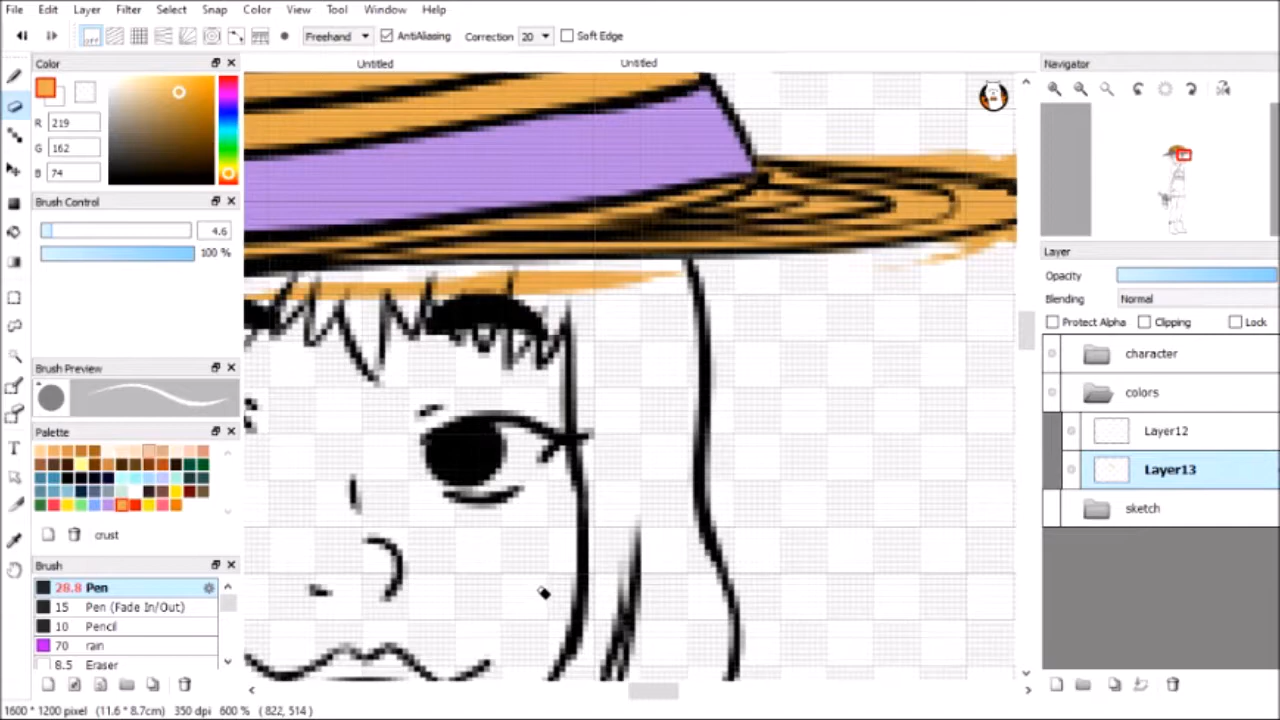 File Edit Layer Filter Select Snap Color View Tool Window Help
off Freehand AntiAliasing Correction 20 Soft Edge
Color
Untitled Untitled
Navigator
R 219
G 162
B 74
Brush Control
4.6
100 %
Layer
Opacity
Blending Normal
Protect Alpha Clipping Lock
character
Brush Preview
colors
Palette
Layer12
Layer13
sketch
crust
Brush
28.8 Pen
15 Pen (Fade In/Out)
10 Pencil
70 rain
8.5 Eraser
1600 * 1200 pixel (11.6 * 8.7cm) 350 dpi 600 % ( 822, 514 )